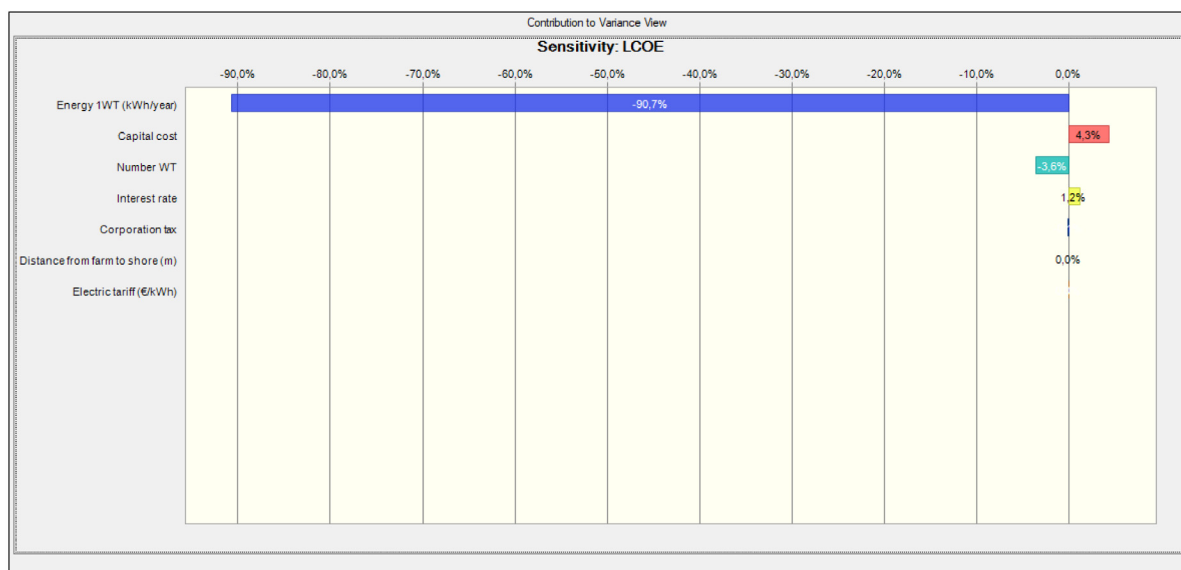 Contribution to Variance View
Sensitivity: LCOE
-90,0% -80,0% -70,0% -60,0% -50,0% -40,0% -30,0% -20,0% -10,0% 0,0%
Energy 1WT (kWh/year) -90,7%
Capital cost 4,3%
Number WT -3,6%
Interest rate 1,2%
Corporation tax
Distance from farm to shore (m) 0,0%
Electric tariff (€/kWh)